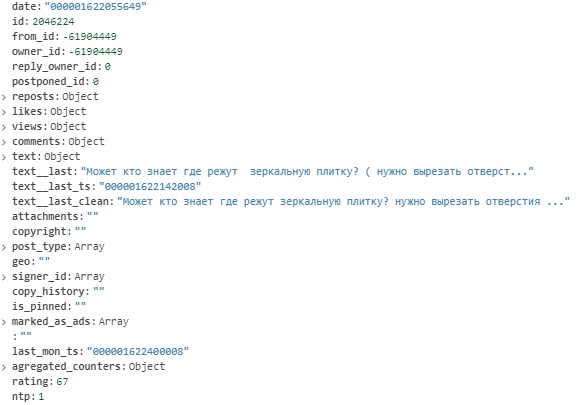 date: "000001622055649"
id: 2046224
from_id: -61904449
owner_id: -61904449
reply_owner_id: 0
postponed_id: 0
> reposts: Object
> likes: Object
> views: Object
> comments: Object
> text: Object
text__last: "Может кто знает где режут  зеркальную плитку? ( нужно вырезать отверст..."
text__last_ts: "000001622142008"
text__last_clean: "Может кто знает где режут зеркальную плитку? нужно вырезать отверстия ..."
attachments: ""
copyright: ""
> post_type: Array
geo: ""
> signer_id: Array
copy_history: ""
is_pinned: ""
> marked_as_ads: Array
: ""
last_mon_ts: "000001622400008"
> agregated_counters: Object
rating: 67
ntp: 1